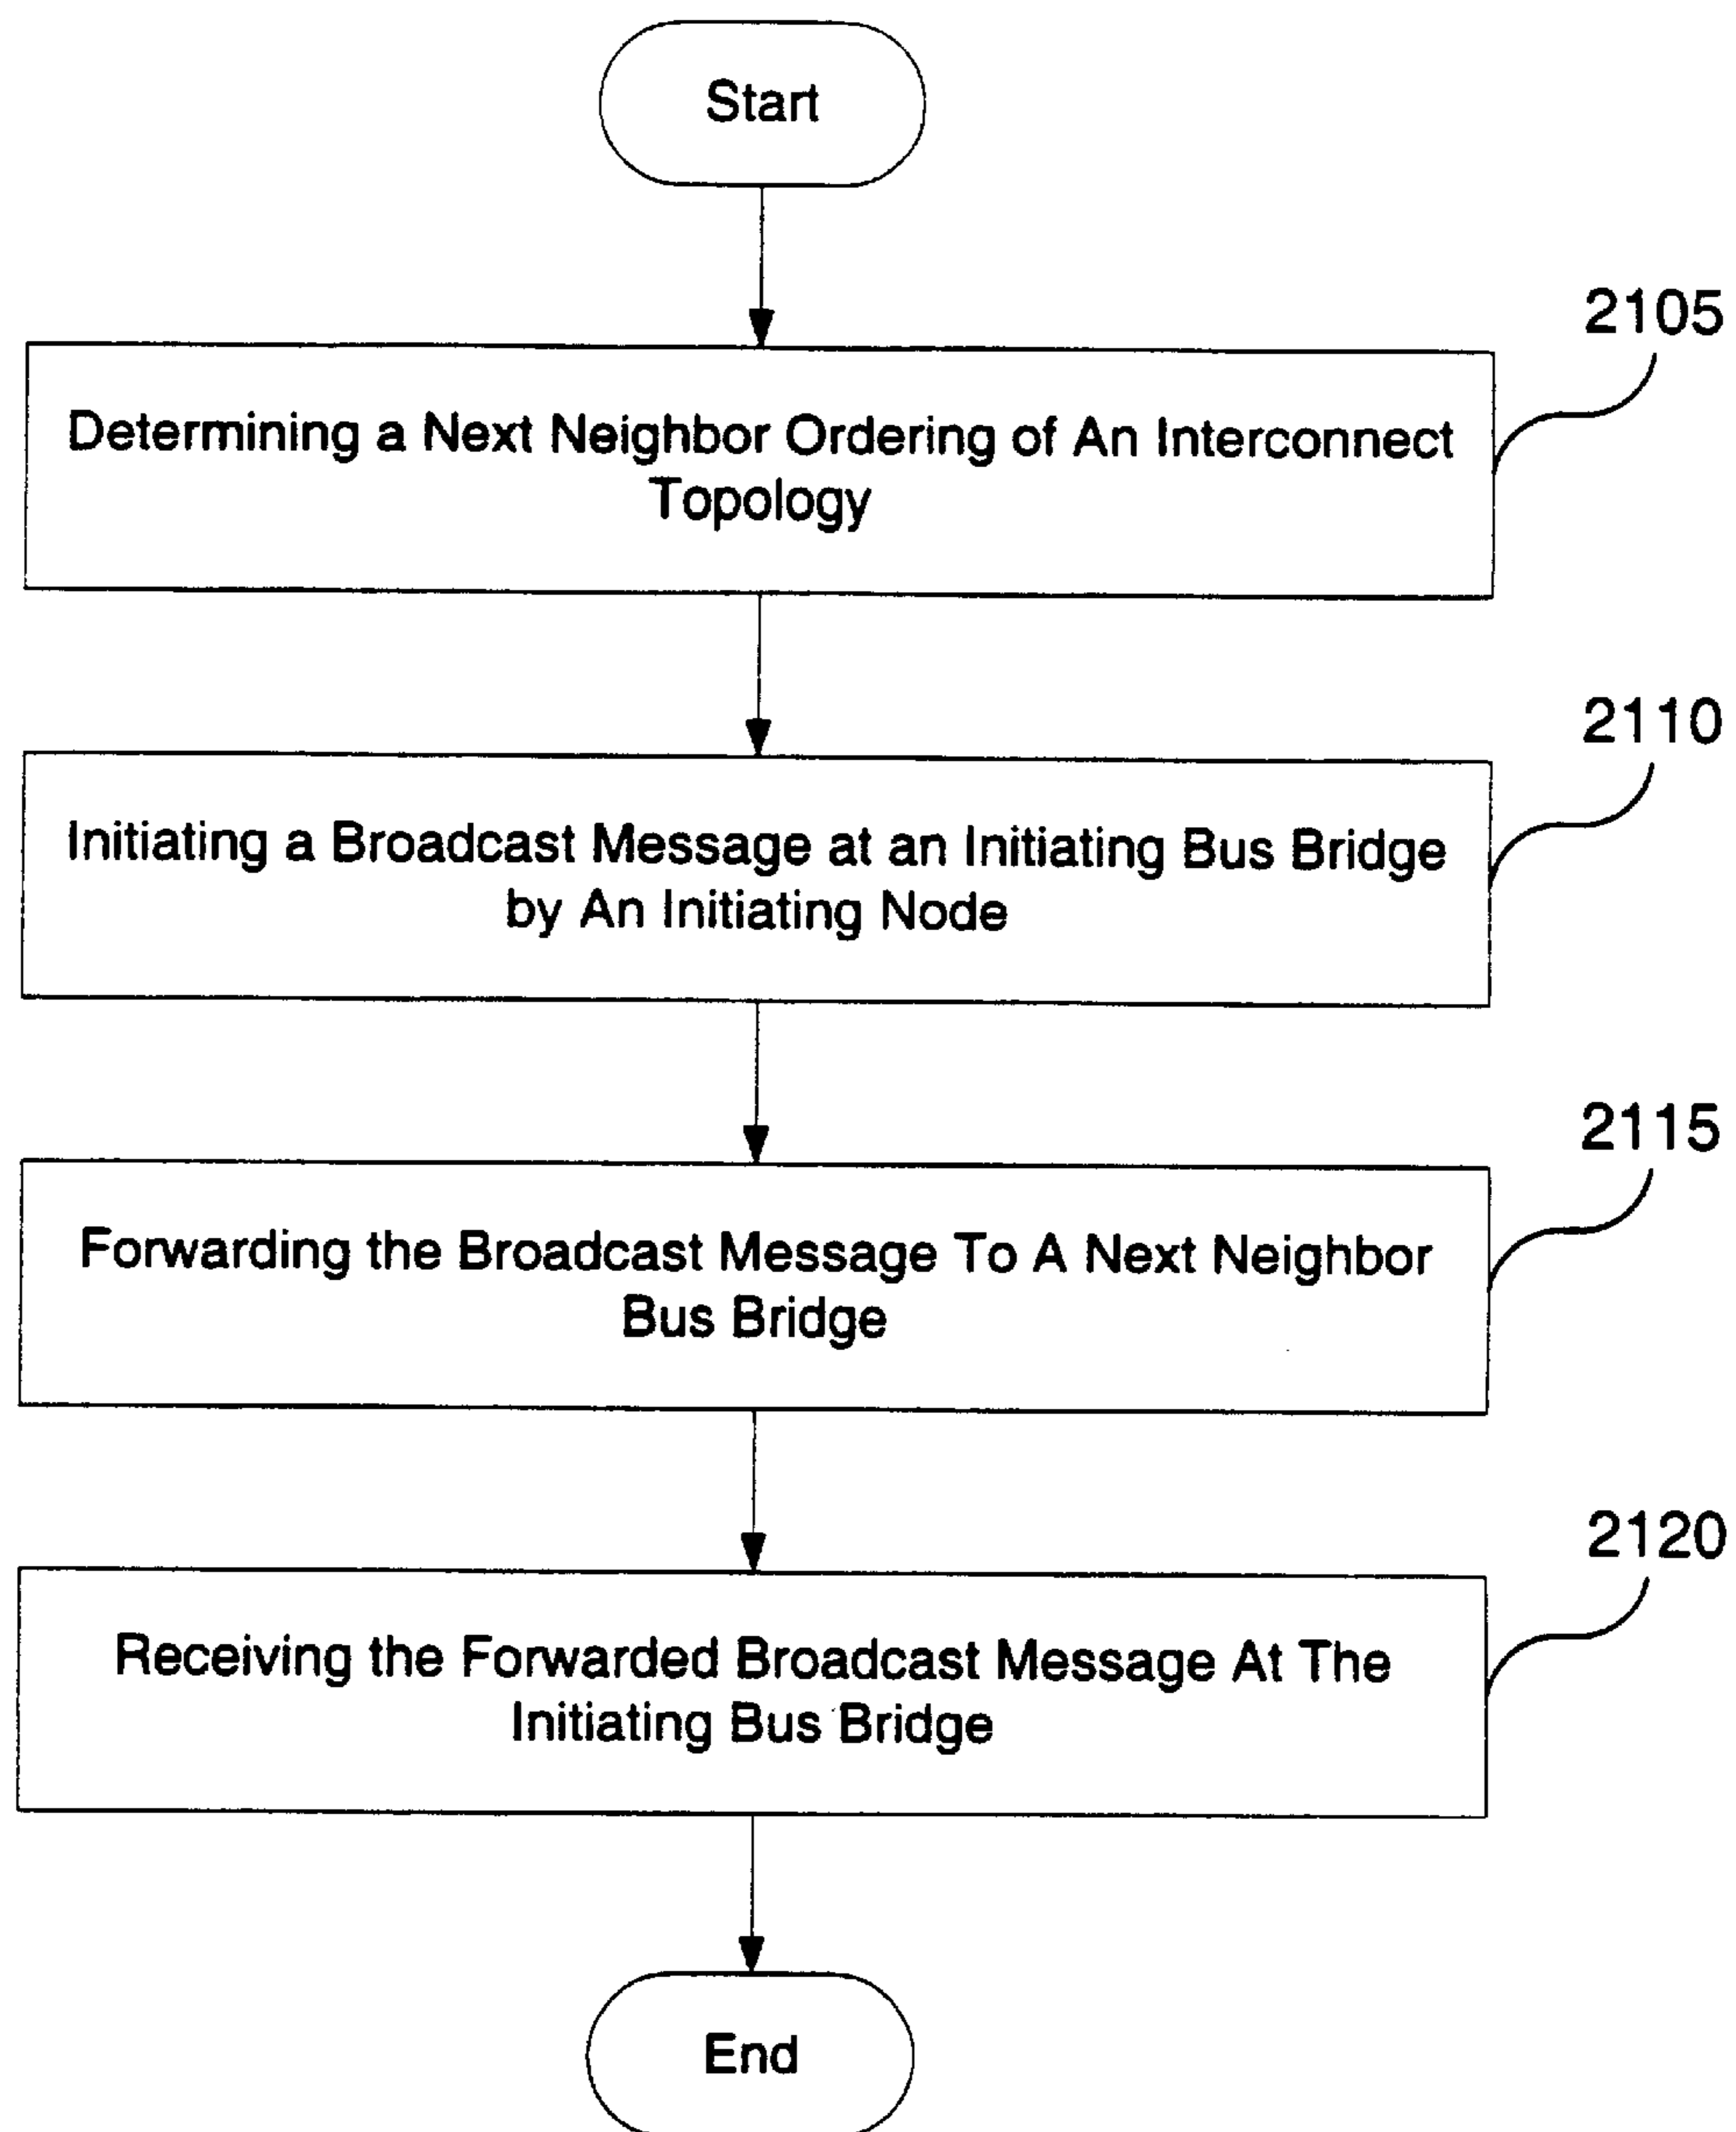 Start
2105
Determining a Next Neighbor Ordering of An Interconnect
Topology
2110
Initiating a Broadcast Message at an Initiating Bus Bridge
by An Initiating Node
2115
Forwarding the Broadcast Message To A Next Neighbor
Bus Bridge
2120
Receiving the Forwarded Broadcast Message At The
Initiating Bus Bridge
End